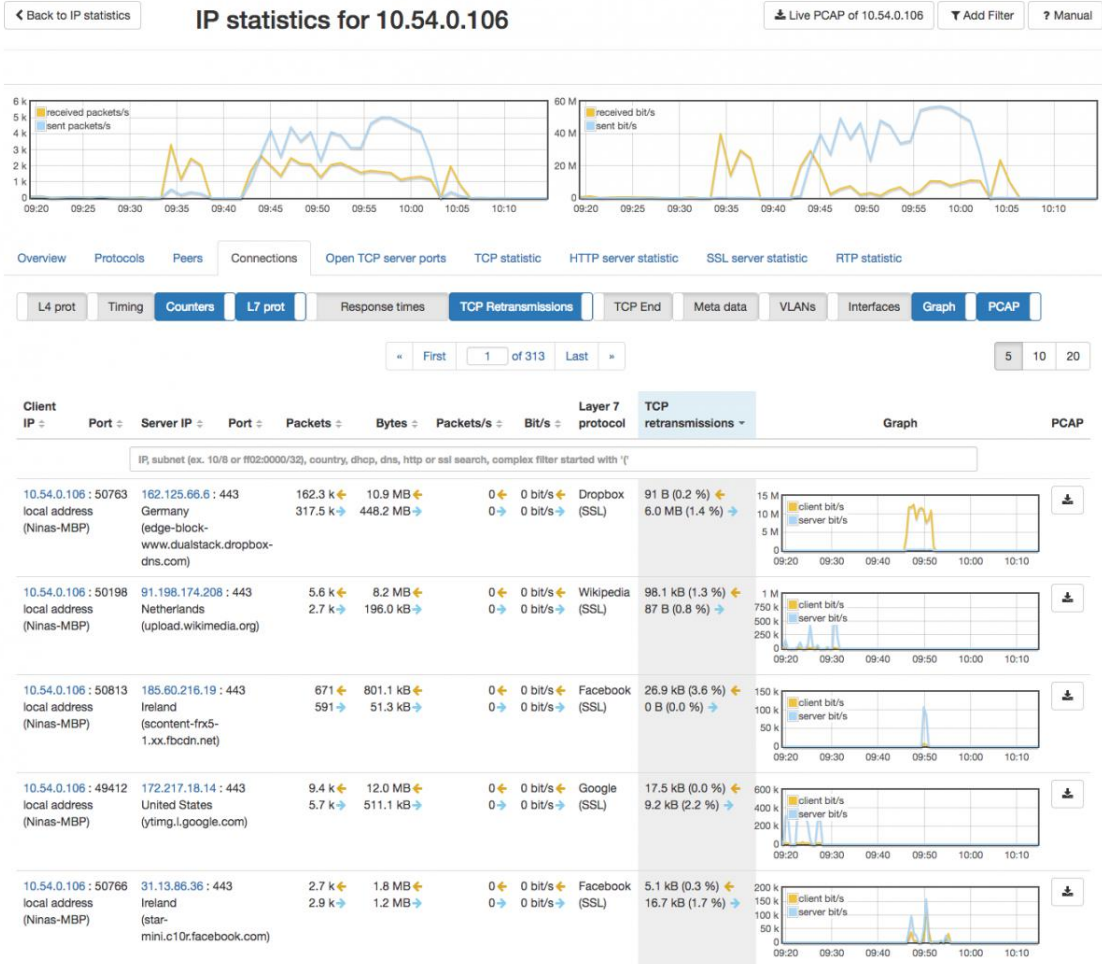 Back to IP statistics
IP statistics for 10.54.0.106
Live PCAP of 10.54.0.106
Add Filter
? Manual
6 k
5 k
4 k
3 k
2 k
1 k
0
received packets/s
sent packets/s
09:20 09:25 09:30 09:35 09:40 09:45 09:50 09:55 10:00 10:05 10:10
60 M
40 M
20 M
0
received bit/s
sent bit/s
09:20 09:25 09:30 09:35 09:40 09:45 09:50 09:55 10:00 10:05 10:10
Overview Protocols Peers Connections Open TCP server ports TCP statistic HTTP server statistic SSL server statistic RTP statistic
L4 prot Timing Counters L7 prot Response times TCP Retransmissions TCP End Meta data VLANs Interfaces Graph PCAP
« First 1 of 313 Last »
5 10 20
Client
IP Port Server IP Port Packets Bytes Packets/s Bit/s Layer 7 protocol TCP retransmissions Graph PCAP
IP, subnet (ex. 10/8 or ff02:0000/32), country, dhcp, dns, http or ssl search, complex filter started with '('
10.54.0.106 : 50763 162.125.66.6 : 443 162.3 k 10.9 MB 0 0 bit/s Dropbox 91 B (0.2 %)
local address Germany 317.5 k 448.2 MB 0 0 bit/s (SSL) 6.0 MB (1.4 %)
(Ninas-MBP) (edge-block-
www.dualstack.dropbox-
dns.com)
15 M
10 M
5 M
0
client bit/s
server bit/s
09:20 09:30 09:40 09:50 10:00 10:10
10.54.0.106 : 50198 91.198.174.208 : 443 5.6 k 8.2 MB 0 0 bit/s Wikipedia 98.1 kB (1.3 %)
local address Netherlands 2.7 k 196.0 kB 0 0 bit/s (SSL) 87 B (0.8 %)
(Ninas-MBP) (upload.wikimedia.org)
1 M
750 k
500 k
250 k
0
client bit/s
server bit/s
09:20 09:30 09:40 09:50 10:00 10:10
10.54.0.106 : 50813 185.60.216.19 : 443 671 801.1 kB 0 0 bit/s Facebook 26.9 kB (3.6 %)
local address Ireland 591 51.3 kB 0 0 bit/s (SSL) 0 B (0.0 %)
(Ninas-MBP) (scontent-frx5-
1.xx.fbcdn.net)
150 k
100 k
50 k
0
client bit/s
server bit/s
09:20 09:30 09:40 09:50 10:00 10:10
10.54.0.106 : 49412 172.217.18.14 : 443 9.4 k 12.0 MB 0 0 bit/s Google 17.5 kB (0.0 %)
local address United States 5.7 k 511.1 kB 0 0 bit/s (SSL) 9.2 kB (2.2 %)
(Ninas-MBP) (ytimg.l.google.com)
600 k
400 k
200 k
0
client bit/s
server bit/s
09:20 09:30 09:40 09:50 10:00 10:10
10.54.0.106 : 50766 31.13.86.36 : 443 2.7 k 1.8 MB 0 0 bit/s Facebook 5.1 kB (0.3 %)
local address Ireland 2.9 k 1.2 MB 0 0 bit/s (SSL) 16.7 kB (1.7 %)
(Ninas-MBP) (star-
mini.c10r.facebook.com)
200 k
150 k
100 k
50 k
0
client bit/s
server bit/s
09:20 09:30 09:40 09:50 10:00 10:10